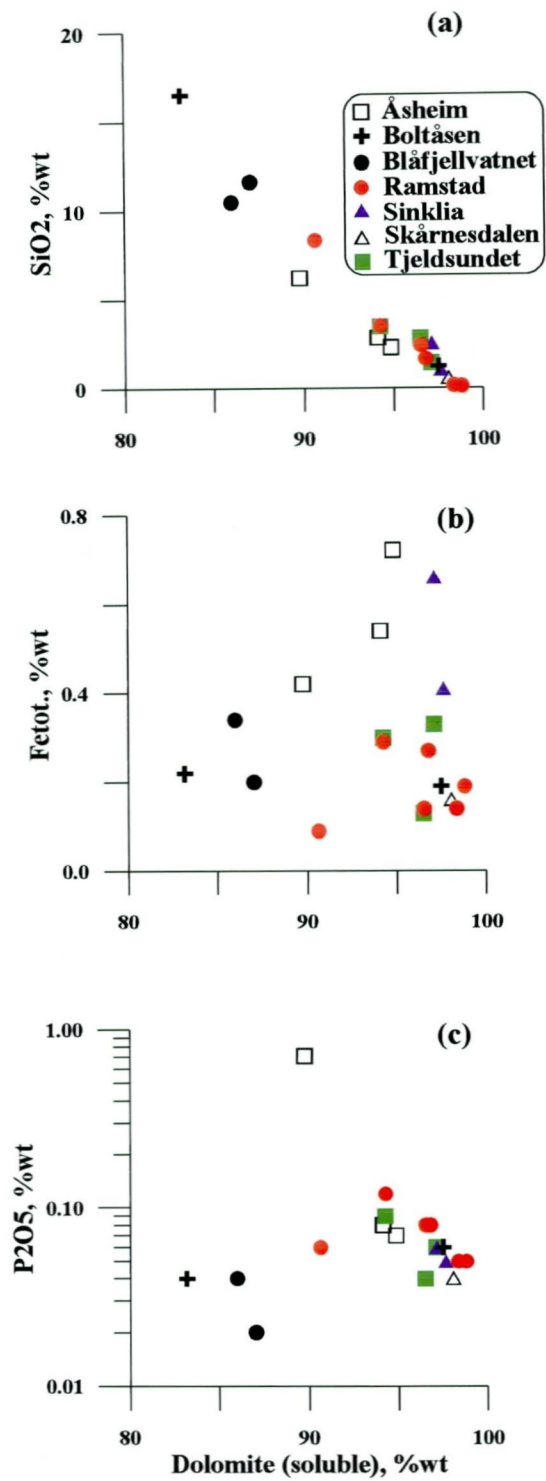 (a)
20
10
0
SiO2, %wt
Åsheim
Boltåsen
Blåfjellvatnet
Ramstad
Sinklia
Skårnesdalen
Tjeldsundet
80 90 100
(b)
0.8
0.4
0.0
Fetot., %wt
80 90 100
(c)
1.00
0.10
0.01
P2O5, %wt
80 90 100
Dolomite (soluble), %wt